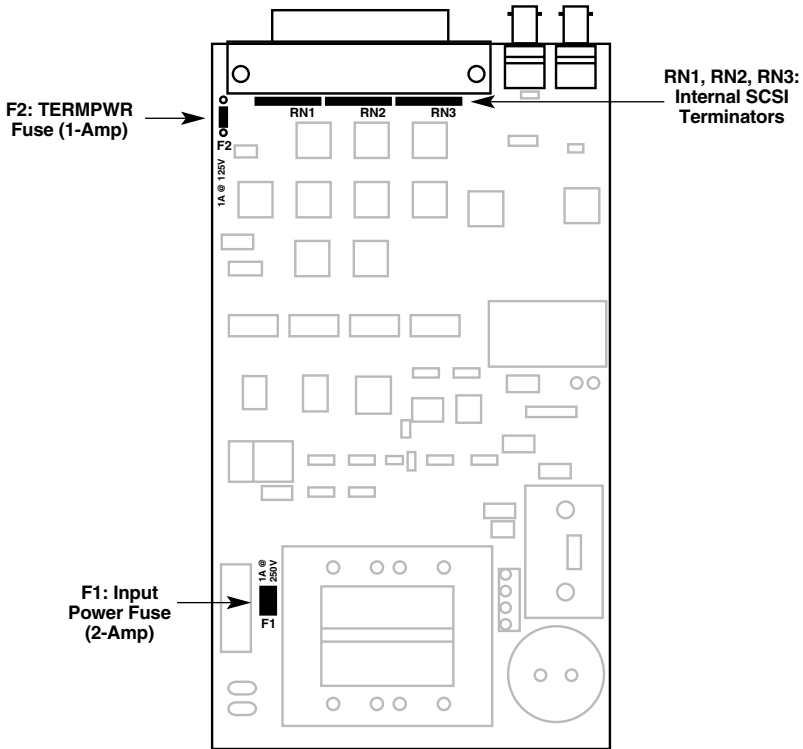 RN1, RN2, RN3:
Internal SCSI
Terminators
F2: TERMPWR
Fuse (1-Amp)
RN1
RN2
RN3
F2
1A @ 125V
F1: Input
Power Fuse
(2-Amp)
1A @
250V
F1